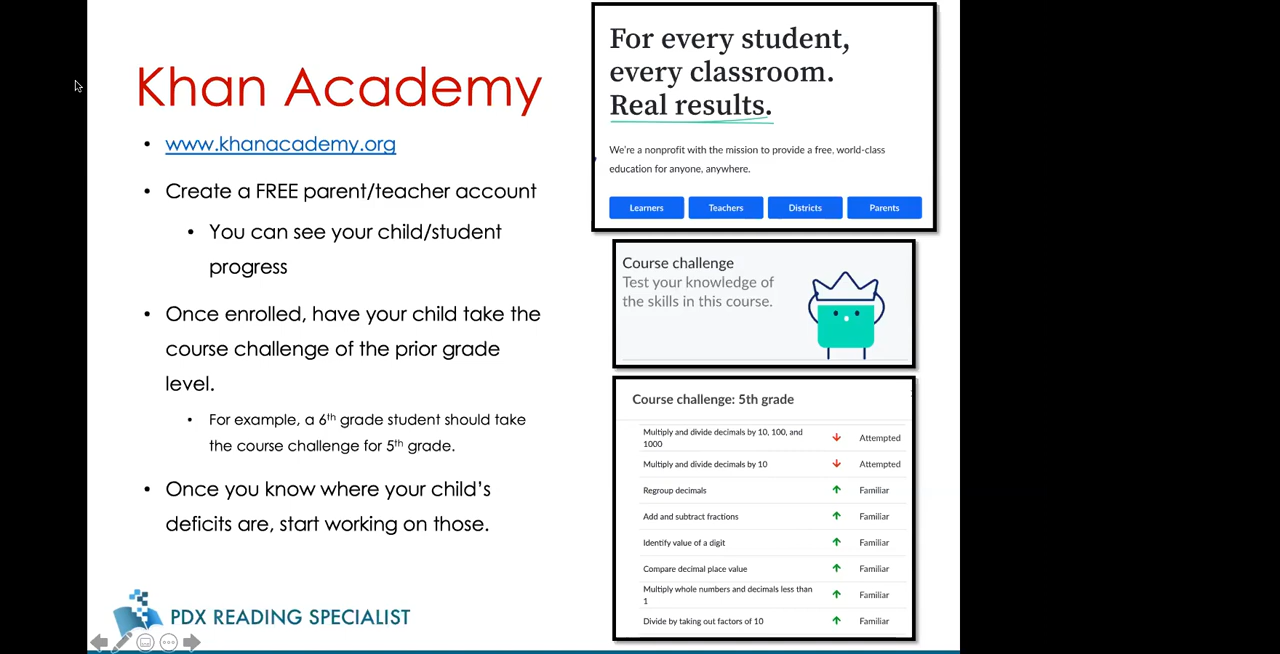 Khan Academy
• www.khanacademy.org
• Create a FREE parent/teacher account
• You can see your child/student
progress
• Once enrolled, have your child take the
course challenge of the prior grade
level.
• For example, a 6th grade student should take
the course challenge for 5th grade.
• Once you know where your child's
deficits are, start working on those.
PDX READING SPECIALIST
For every student,
every classroom.
Real results.
We're a nonprofit with the mission to provide a free, world-class
education for anyone, anywhere.
Learners Teachers Districts Parents
Course challenge
Test your knowledge of
the skills in this course.
Course challenge: 5th grade
Multiply and divide decimals by 10, 100, and
1000 ↓ Attempted
Multiply and divide decimals by 10 ↓ Attempted
Regroup decimals ↑ Familiar
Add and subtract fractions ↑ Familiar
Identify value of a digit ↑ Familiar
Compare decimal place value ↑ Familiar
Multiply whole numbers and decimals less than
1 ↑ Familiar
Divide by taking out factors of 10 ↑ Familiar